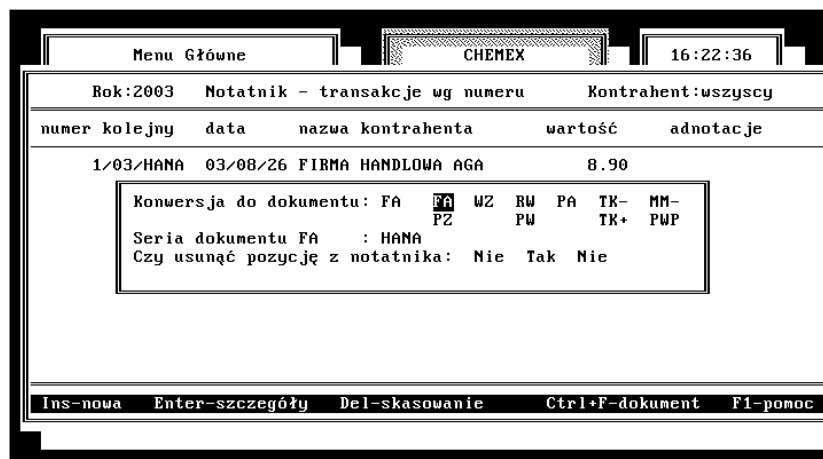 Menu Główne CHEMEX 16:22:36
Rok:2003 Notatnik - transakcje wg numeru Kontrahent:wszyscy
numer kolejny data nazwa kontrahenta wartość adnotacje
1/03/HANA 03/08/26 FIRMA HANDLOWA AGA 8.90
Konwersja do dokumentu: FA FA WZ RW PA TK- MM-
PZ PW TK+ PWP
Seria dokumentu FA : HANA
Czy usunąć pozycję z notatnika: Nie Tak Nie
Ins-nowa Enter-szczegóły Del-skasowanie Ctrl+F-dokument F1-pomoc